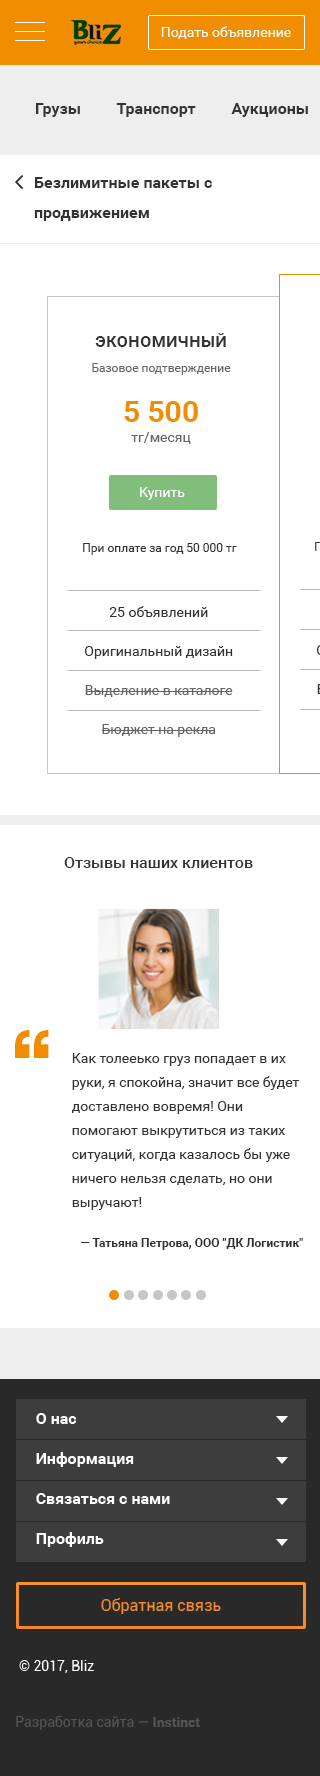 Bliz
Подать объявление
Грузы Транспорт Аукционы
Безлимитные пакеты с
продвижением
ЭКОНОМИЧНЫЙ
Базовое подтверждение
5 500
тг/месяц
Купить
При оплате за год 50 000 тг
25 объявлений
Оригинальный дизайн
Выделение в каталоге
Бюджет на рекла
Отзывы наших клиентов
“
Как толееько груз попадает в их
руки, я спокойна, значит все будет
доставлено вовремя! Они
помогают выкрутиться из таких
ситуаций, когда казалось бы уже
ничего нельзя сделать, но они
выручают!
— Татьяна Петрова, ООО "ДК Логистик"
О нас
Информация
Связаться с нами
Профиль
Обратная связь
© 2017, Bliz
Разработка сайта — Instinct